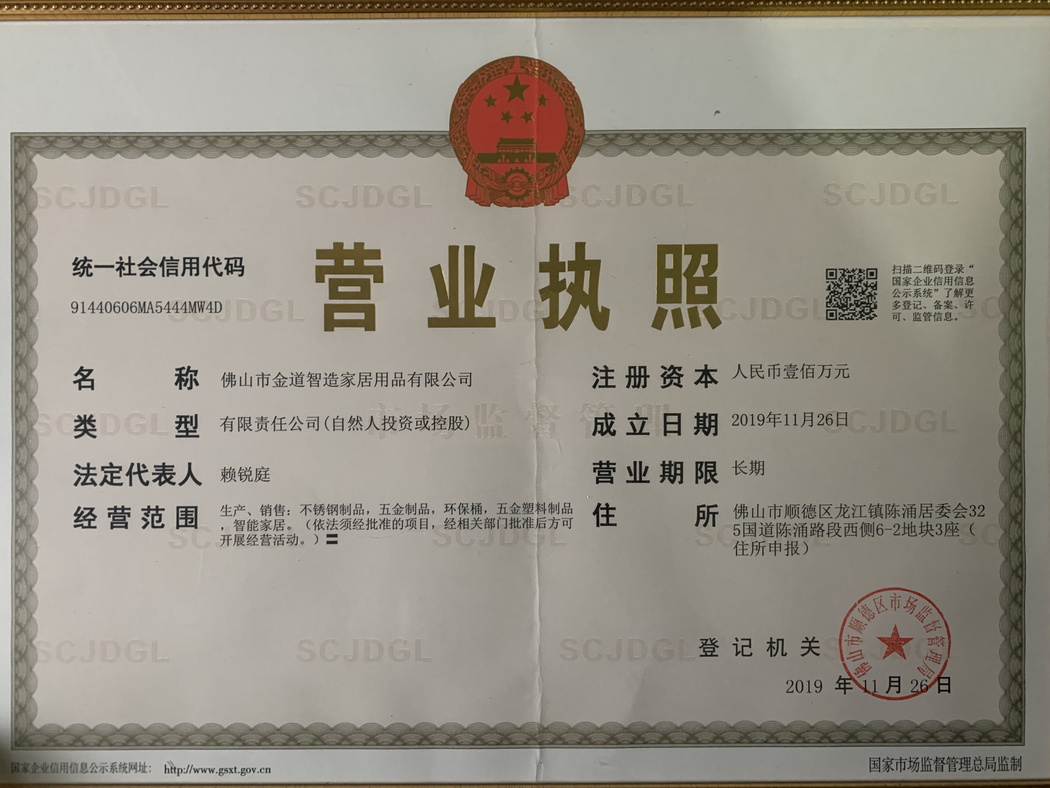 营业执照
统一社会信用代码
91440606MA5444MW4D
扫描二维码登录“
国家企业信用信息
公示系统”了解更
多登记、备案、许
可、监管信息。
名 称 佛山市金道智造家居用品有限公司
类 型 有限责任公司(自然人投资或控股)
法定代表人 赖锐庭
经营范围 生产、销售：不锈钢制品，五金制品，环保桶，五金塑料制品
，智能家居。（依法须经批准的项目，经相关部门批准后方可
开展经营活动。）〓
注册资本 人民币壹佰万元
成立日期 2019年11月26日
营业期限 长期
住 所 佛山市顺德区龙江镇陈涌居委会32
5国道陈涌路段西侧6-2地块3座（
住所申报）
登记机关
佛山市顺德区市场监督管理局
2019 年 11 月 26 日
SCJDGL
市场监督管理
国家企业信用信息公示系统网址： http://www.gsxt.gov.cn
国家市场监督管理总局监制